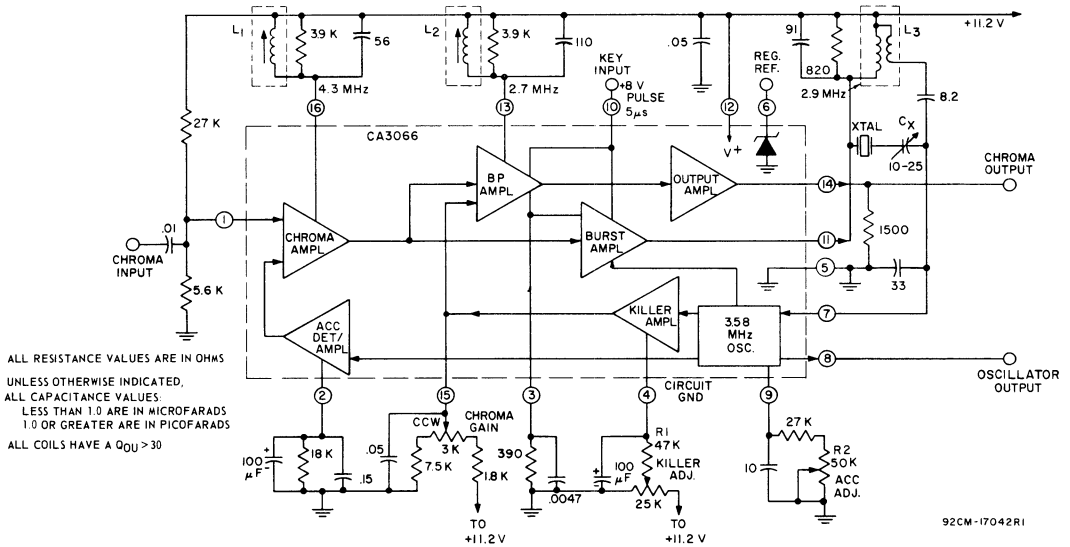 L1
3.9 K
56
L2
3.9 K
110
.05
91
820
L3
+11.2 V
4.3 MHz
2.7 MHz
KEY
INPUT
+8 V
PULSE
5µs
REG.
REF.
2.9 MHz
8.2
16
13
10
12
6
27 K
CA3066
V+
XTAL
CX
10-25
BP
AMPL
OUTPUT
AMPL
14
CHROMA
OUTPUT
1
CHROMA
AMPL
BURST
AMPL
11
1500
.01
CHROMA
INPUT
5
33
5.6 K
ACC
DET/
AMPL
KILLER
AMPL
3.58
MHz
OSC.
7
8
OSCILLATOR
OUTPUT
ALL RESISTANCE VALUES ARE IN OHMS
UNLESS OTHERWISE INDICATED,
ALL CAPACITANCE VALUES:
LESS THAN 1.0 ARE IN MICROFARADS
1.0 OR GREATER ARE IN PICOFARADS
ALL COILS HAVE A QOU > 30
2
15
3
4
CIRCUIT
GND
9
+
100
µF
-
18 K
.15
.05
CCW
CHROMA
GAIN
3K
7.5 K
1.8 K
TO
+11.2 V
390
.0047
+
100
µF
-
R1
47K
KILLER
ADJ.
25 K
TO
+11.2 V
27 K
10
R2
50K
ACC
ADJ.
92CM-17042R1